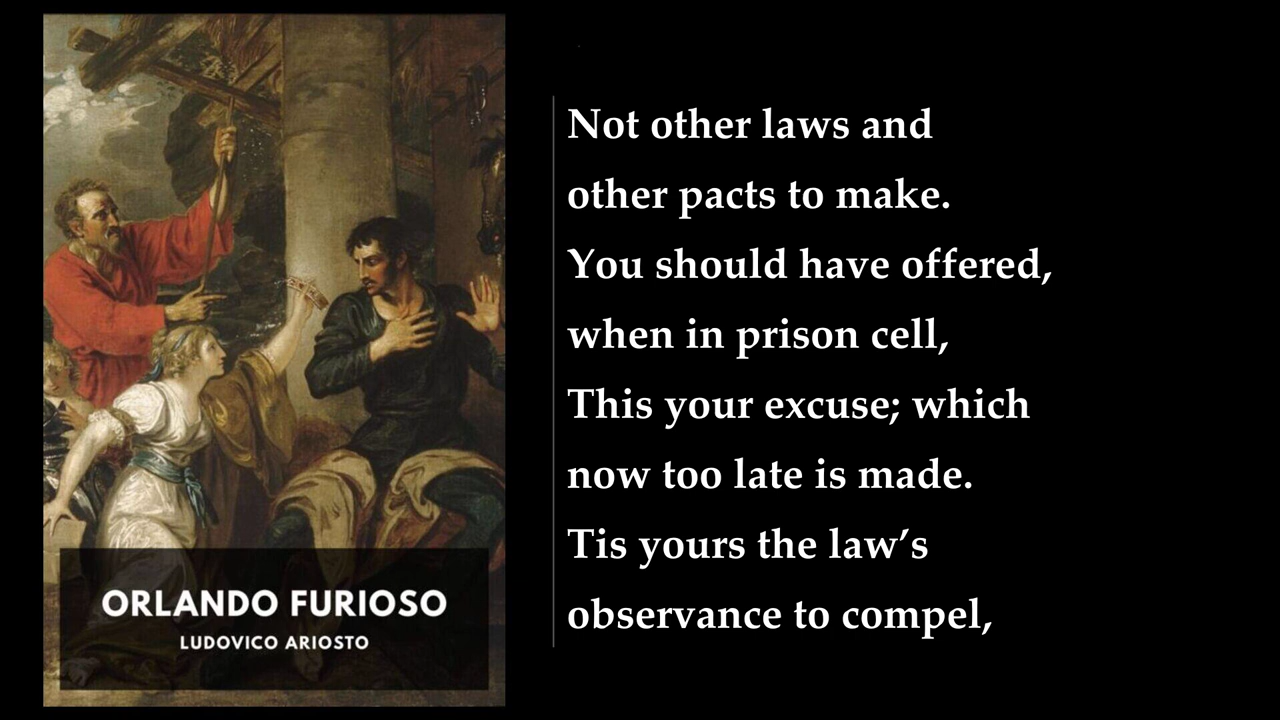 ORLANDO FURIOSO
LUDOVICO ARIOSTO
Not other laws and
other pacts to make.
You should have offered,
when in prison cell,
This your excuse; which
now too late is made.
Tis yours the law’s
observance to compel,